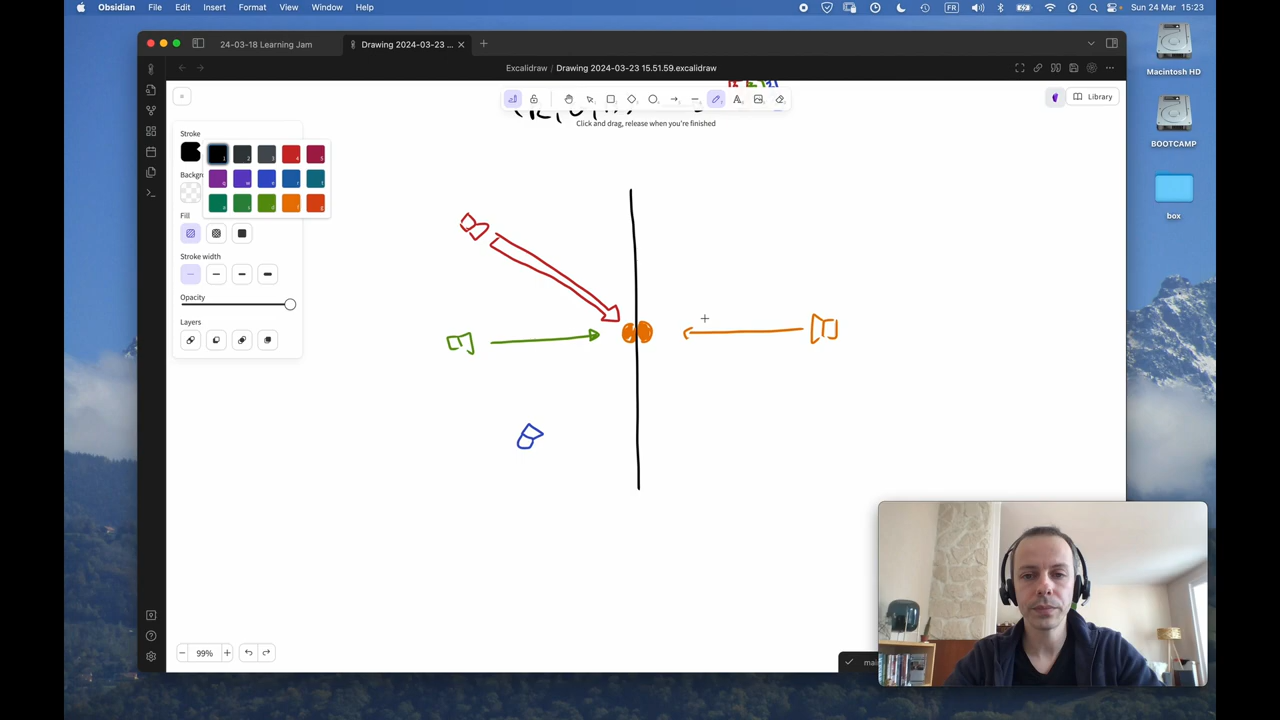 Obsidian File Edit Insert Format View Window Help FR Sun 24 Mar 15:23
24-03-18 Learning Jam Drawing 2024-03-23 ...
Excalidraw / Drawing 2024-03-23 15.51.59.excalidraw
Library
Click and drag, release when you're finished
Stroke
Backgr
Fill
Stroke width
Opacity
Layers
99%
Macintosh HD
BOOTCAMP
box